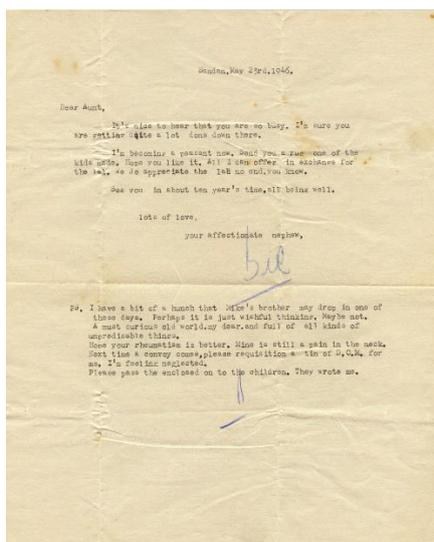 Sandan, May 23rd, 1946.
Dear Aunt,
It's nice to hear that you are so busy. I'm sure you
are getting quite a lot done down there.
I'm becoming a peasant now. Send you a rug one of the
kids made. Hope you like it. All I can offer in exchange for
the We do appreciate the no end, you know.
See you in about ten year's time, all being well.
lots of love,
your affectionate nephew,
PS. I have a bit of a hunch that Mike's brother may drop in one of
these days. Perhaps it is just wishful thinking. Maybe not.
A most curious old world, my dear. and full of all kinds of
unpredicable things.
Hope your rheumatism is better. Mine is still a pain in the neck.
Next time a convoy comes, please requisition a tin of D.O.M. for
me. I'm feeling neglected.
Please pass the enclosed on to the children. They wrote me.